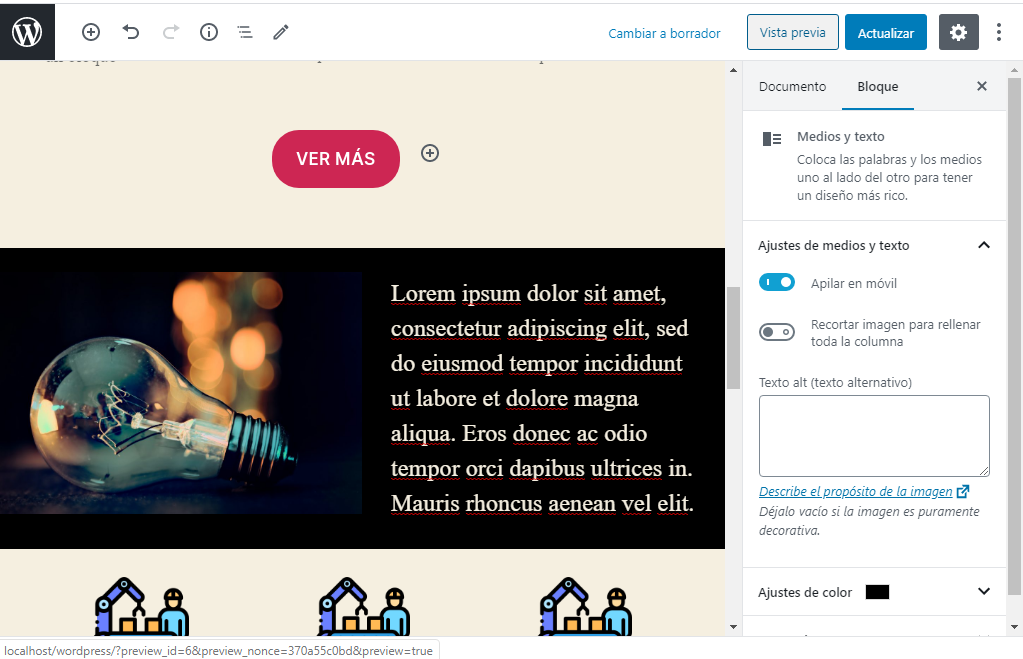 Cambiar a borrador
Vista previa
Actualizar
VER MÁS
Lorem ipsum dolor sit amet,
consectetur adipiscing elit, sed
do eiusmod tempor incididunt
ut labore et dolore magna
aliqua. Eros donec ac odio
tempor orci dapibus ultrices in.
Mauris rhoncus aenean vel elit.
Documento
Bloque
Medios y texto
Coloca las palabras y los medios
uno al lado del otro para tener
un diseño más rico.
Ajustes de medios y texto
Apilar en móvil
Recortar imagen para rellenar
toda la columna
Texto alt (texto alternativo)
Describe el propósito de la imagen
Déjalo vacío si la imagen es puramente
decorativa.
Ajustes de color
localhost/wordpress/?preview_id=6&preview_nonce=370a55c0bd&preview=true